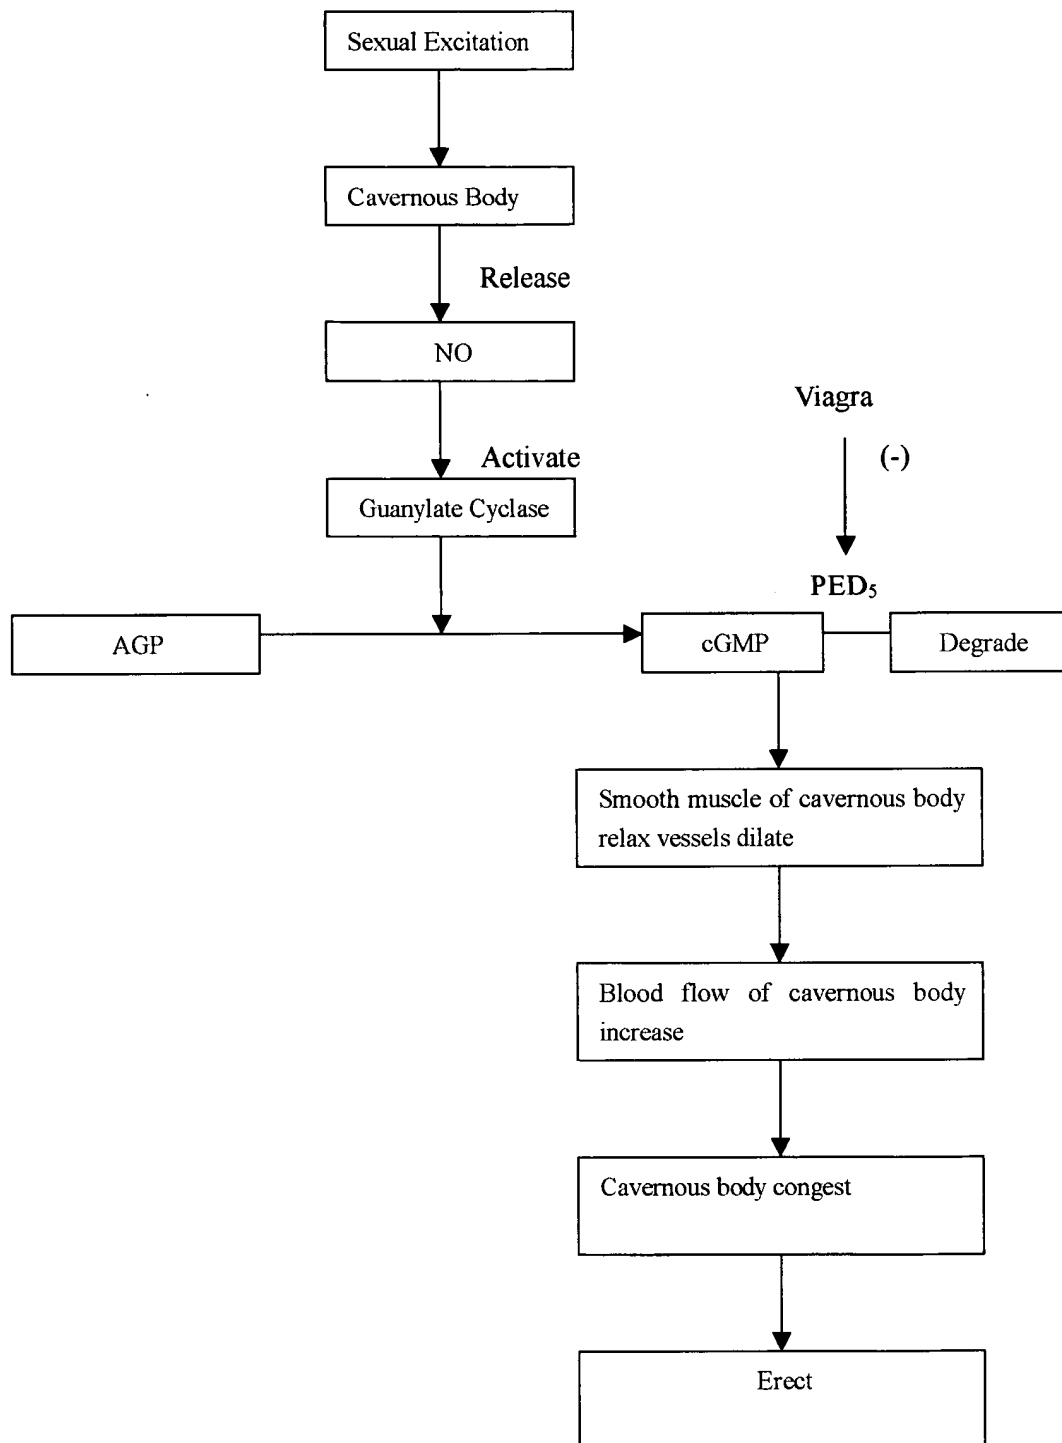 Sexual Excitation
Cavernous Body
Release
NO
Viagra
(-)
Activate
Guanylate Cyclase
PED₅
AGP
cGMP
Degrade
Smooth muscle of cavernous body
relax vessels dilate
Blood flow of cavernous body
increase
Cavernous body congest
Erect